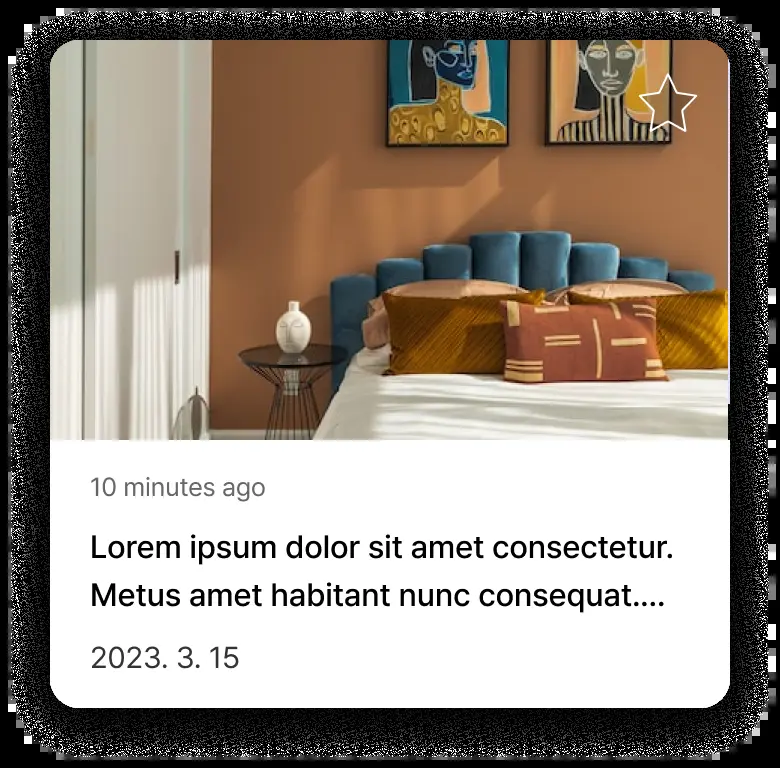 10 minutes ago
Lorem ipsum dolor sit amet consectetur.
Metus amet habitant nunc consequat....
2023. 3. 15